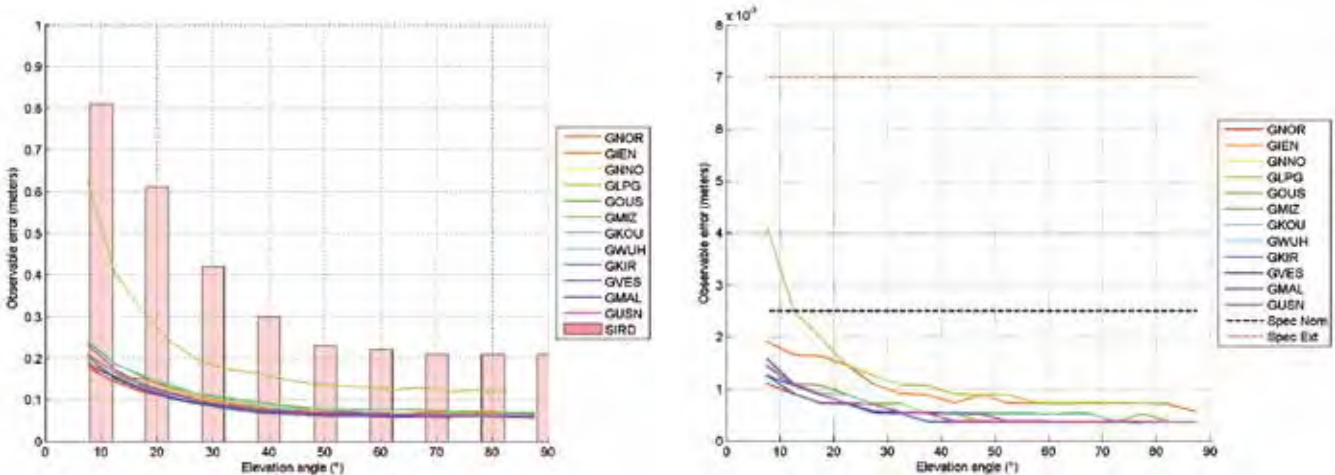 1
0.9
0.8
0.7
0.6
0.5
0.4
0.3
0.2
0.1
0
Observable error (meters)
0 10 20 30 40 50 60 70 80 90
Elevation angle (°)
GNOR
GIEN
GNNO
GLPG
GOUS
GMIZ
GKOU
GWUH
GKIR
GVES
GMAL
GUSN
SIRD
x 10⁻³
8
7
6
5
4
3
2
1
0
Observable error (meters)
0 10 20 30 40 50 60 70 80 90
Elevation angle (°)
GNOR
GIEN
GNNO
GLPG
GOUS
GMIZ
GKOU
GWUH
GKIR
GVES
GMAL
GUSN
Spec Nom
Spec Ext